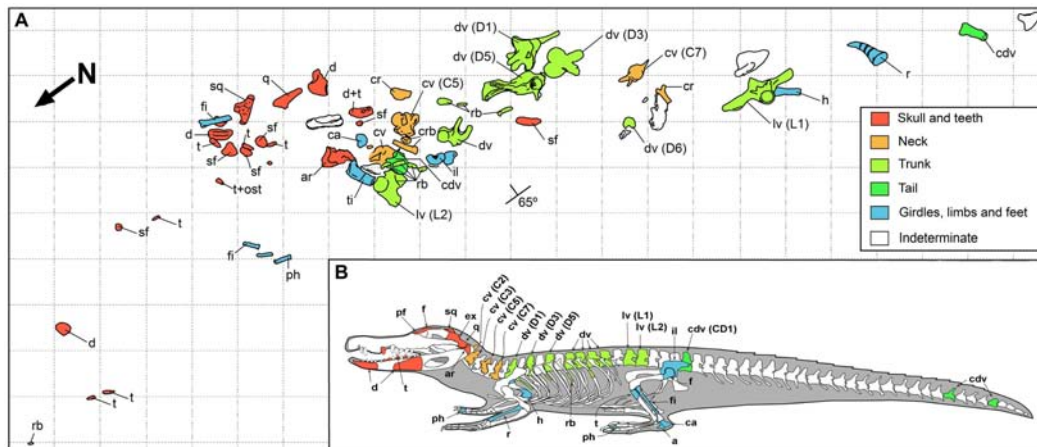 A
N
dv (D1)
dv (D3)
dv (D5)
cv (C7)
cdv
r
d
q
sq
fi
cr
cv (C5)
d+t
sf
cr
h
lv (L1)
rb
sf
ca
cv
crb
dv
dv (D6)
d
t
sf
t
sf
t
sf
t+ost
ar
ti
il
cdv
rb
lv (L2)
65º
t
sf
fi
ph
d
t
t
rb
Skull and teeth
Neck
Trunk
Tail
Girdles, limbs and feet
Indeterminate
B
pf
f
sq
ex
q
cv (C2)
cv (C3)
cv (C5)
cv (C7)
dv (D1)
dv (D3)
dv (D5)
dv
lv (L1)
lv (L2)
il
cdv (CD1)
d
t
ar
ph
r
h
rb
t
ph
fi
f
ca
a
cdv